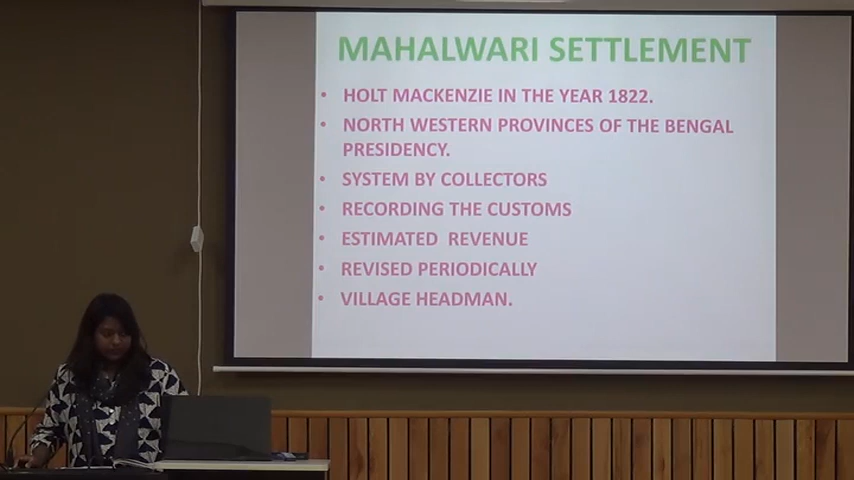 MAHALWARI SETTLEMENT
• HOLT MACKENZIE IN THE YEAR 1822.
• NORTH WESTERN PROVINCES OF THE BENGAL
PRESIDENCY.
• SYSTEM BY COLLECTORS
• RECORDING THE CUSTOMS
• ESTIMATED REVENUE
• REVISED PERIODICALLY
• VILLAGE HEADMAN.